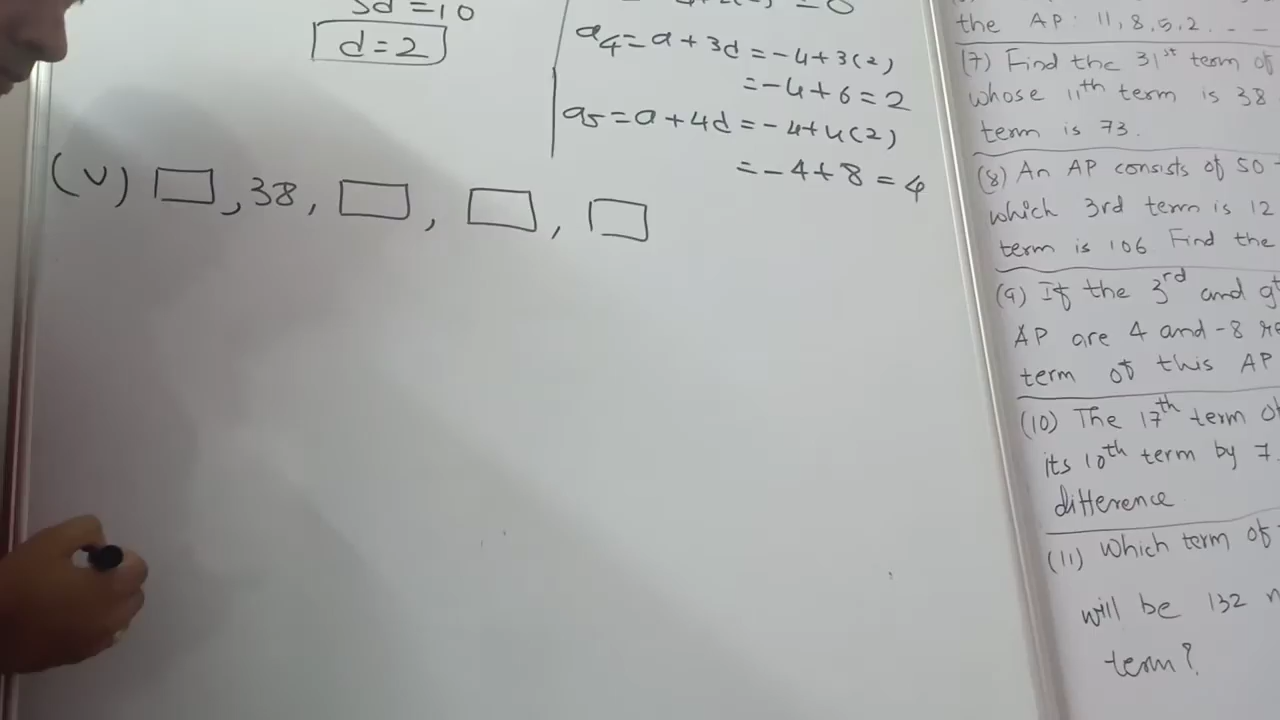 3d = 10
d = 2
= 0
a4 = a + 3d = -4 + 3(2)
= -4 + 6 = 2
a5 = a + 4d = -4 + 4(2)
= -4 + 8 = 4
(v) □, 38, □, □, □
the AP: 11, 8, 5, 2. - -
(7) Find the 31st term of
whose 11th term is 38
term is 73.
(8) An AP consists of 50
which 3rd term is 12
term is 106 Find the
(9) If the 3rd and 9t
AP are 4 and -8 re
term of this AP
(10) The 17th term of
its 10th term by 7.
difference
(11) Which term of
will be 132
term?